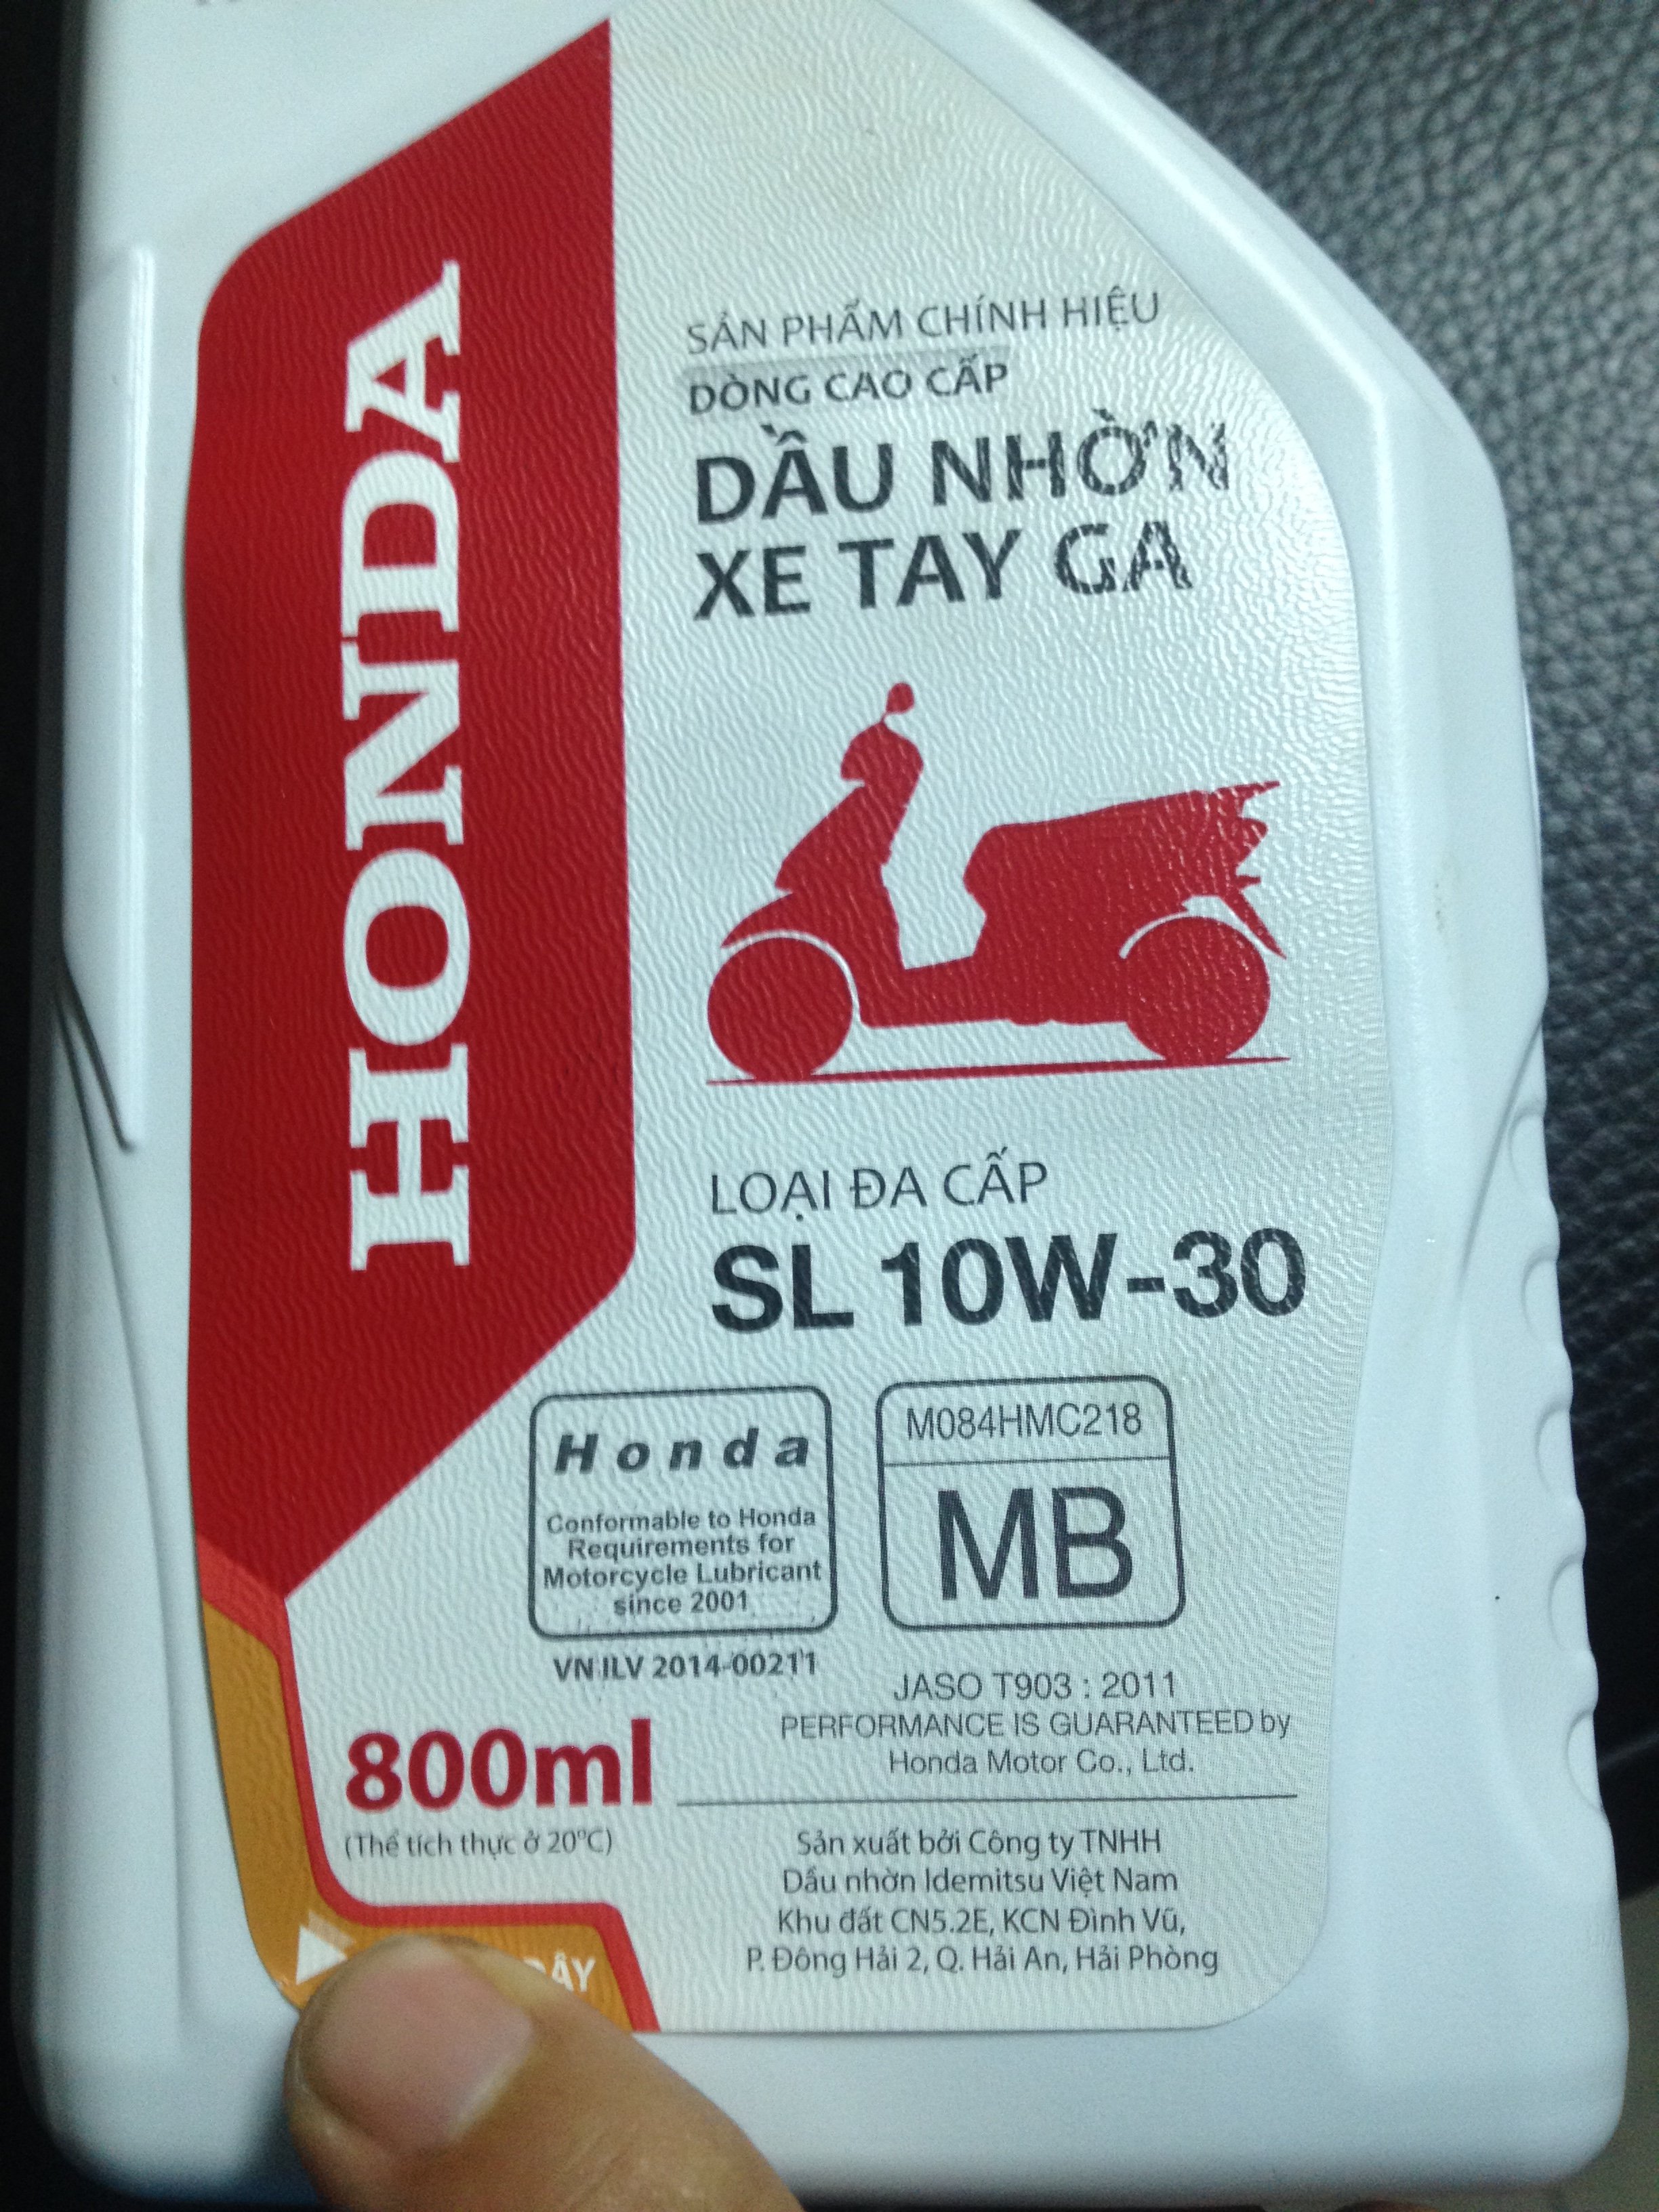 HONDA
SẢN PHẨM CHÍNH HIỆU
DÒNG CAO CẤP
DẦU NHỜN
XE TAY GA
LOẠI ĐA CẤP
SL 10W-30
Honda
Conformable to Honda
Requirements for
Motorcycle Lubricant
since 2001
VN ILV 2014-00211
M084HMC218
MB
JASO T903 : 2011
PERFORMANCE IS GUARANTEED by
Honda Motor Co., Ltd.
800ml
(Thể tích thực ở 20°C)
Sản xuất bởi Công ty TNHH
Dầu nhờn Idemitsu Việt Nam
Khu đất CN5.2E, KCN Đình Vũ,
P. Đông Hải 2, Q. Hải An, Hải Phòng